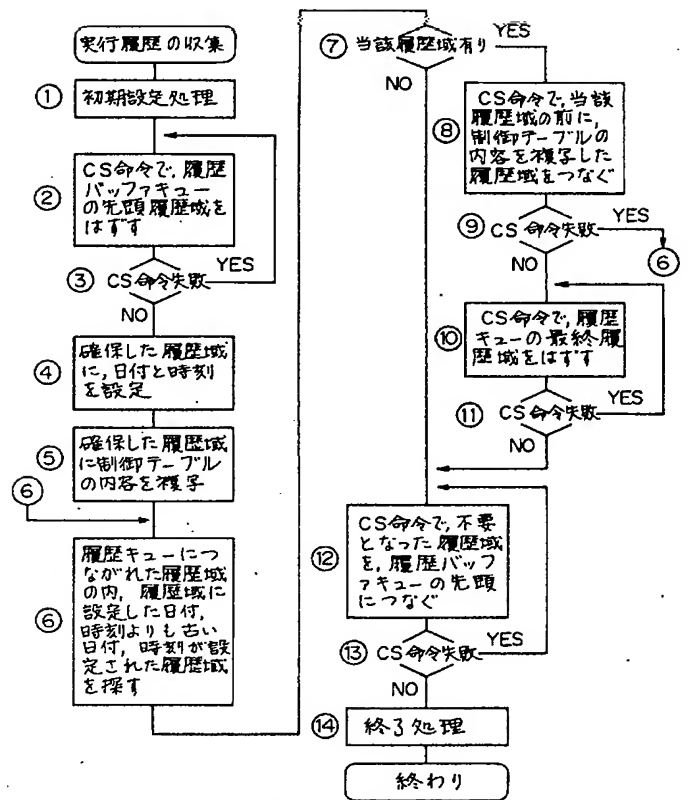 実行履歴の収集
① 初期設定処理
② CS命令で,履歴
バッファキュー
の先頭履歴域を
はずす
③ CS命令失敗
YES
NO
④ 確保した履歴域
に,日付と時刻
を設定
⑤ 確保した履歴域
に制御テーブル
の内容を複写
⑥
⑥ 履歴キューにつ
ながれた履歴域
の内,履歴域に
設定した日付,
時刻よりも古い
日付,時刻が設
定された履歴域
を探す
⑦ 当該履歴域有り
YES
NO
⑧ CS命令で,当該
履歴域の前に,
制御テーブルの
内容を複写した
履歴域をつなぐ
⑨ CS命令失敗
YES
⑥
NO
⑩ CS命令で,履歴
キューの最終履
歴域をはずす
⑪ CS命令失敗
YES
NO
⑫ CS命令で,不要
となった履歴域
を,履歴バッフ
ァキューの先頭
につなぐ
⑬ CS命令失敗
YES
NO
⑭ 終了処理
終わり